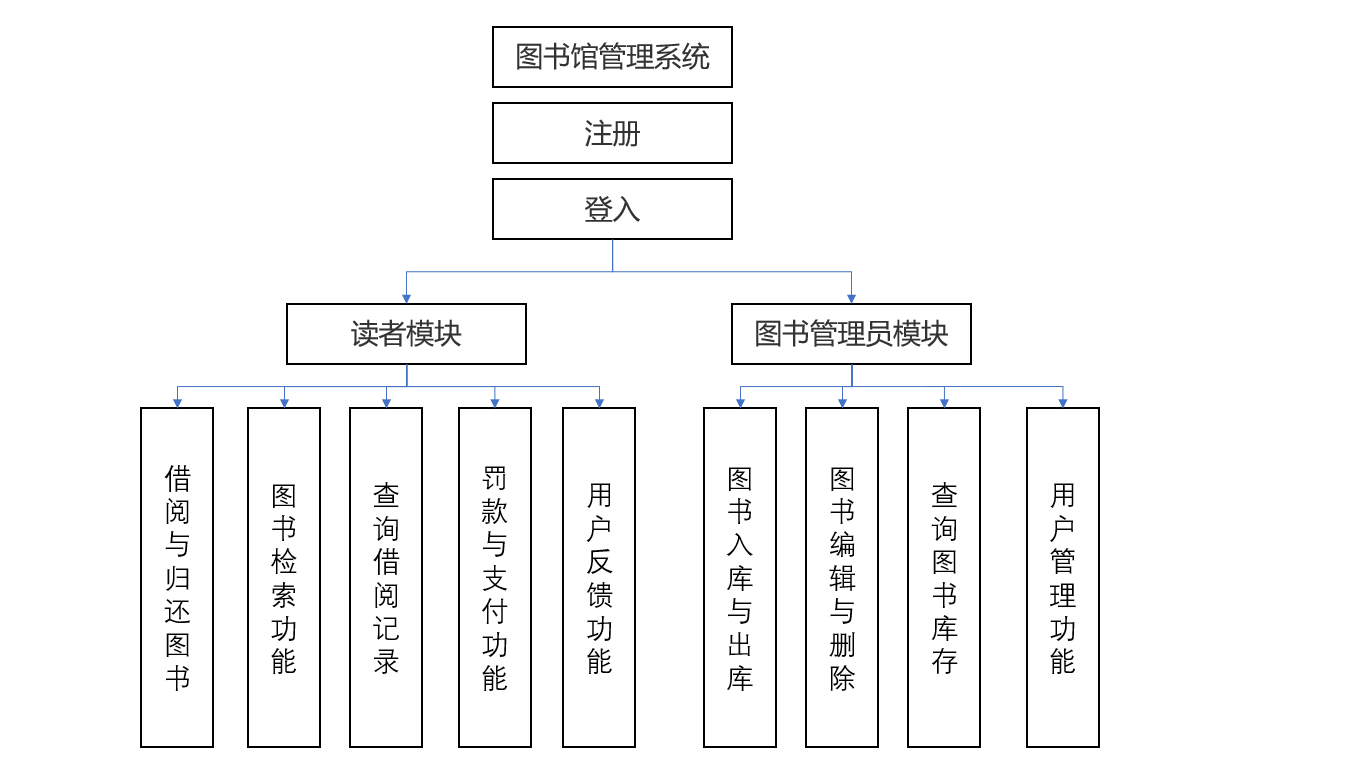 图书馆管理系统
注册
登入
读者模块
图书管理员模块
借阅与归还图书
图书检索功能
查询借阅记录
罚款与支付功能
用户反馈功能
图书入库与出库
图书编辑与删除
查询图书库存
用户管理功能